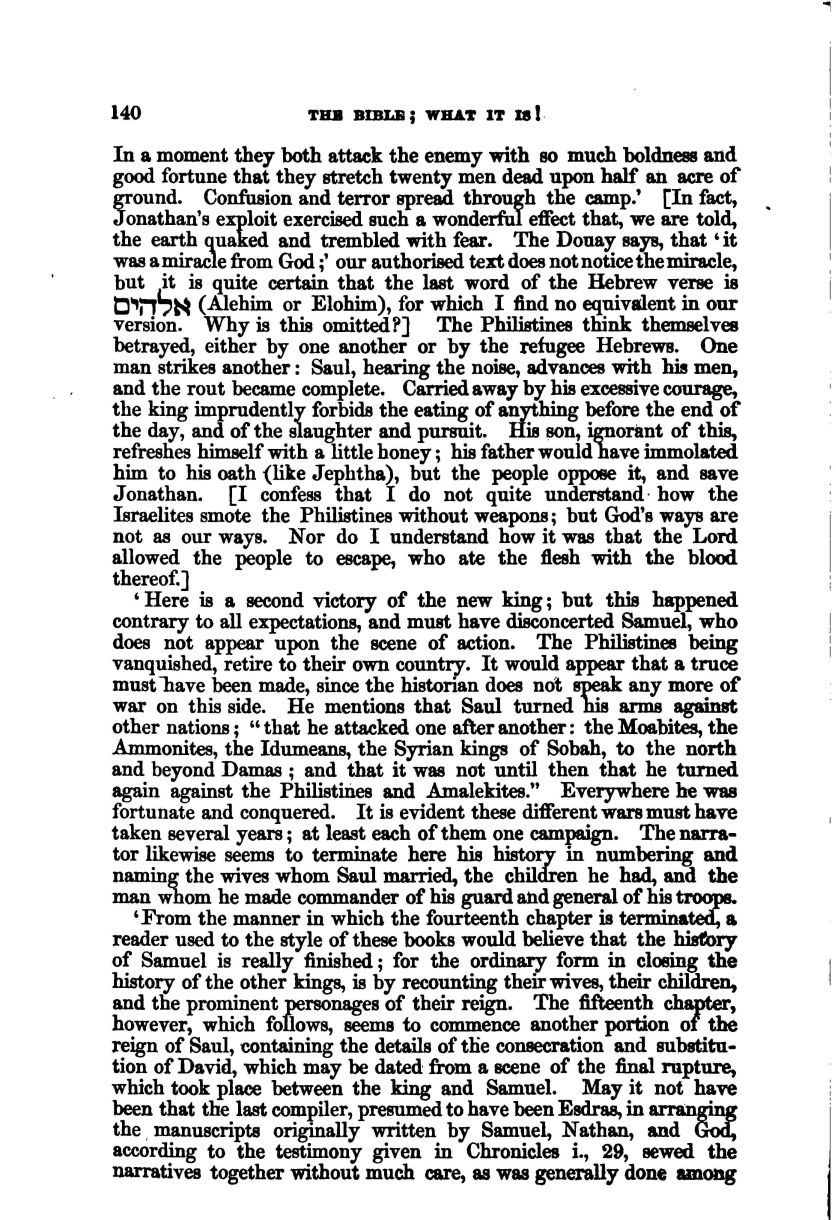 140 THE BIBLE; WHAT IT IS!
In a moment they both attack the enemy with so much boldness and
good fortune that they stretch twenty men dead upon half an acre of
ground. Confusion and terror spread through the camp.' [In fact,
Jonathan's exploit exercised such a wonderful effect that, we are told,
the earth quaked and trembled with fear. The Douay says, that 'it
was a miracle from God;' our authorised text does not notice the miracle,
but it is quite certain that the last word of the Hebrew verse is
אלהים (Alehim or Elohim), for which I find no equivalent in our
version. Why is this omitted?] The Philistines think themselves
betrayed, either by one another or by the refugee Hebrews. One
man strikes another: Saul, hearing the noise, advances with his men,
and the rout became complete. Carried away by his excessive courage,
the king imprudently forbids the eating of anything before the end of
the day, and of the slaughter and pursuit. His son, ignorant of this,
refreshes himself with a little honey; his father would have immolated
him to his oath (like Jephtha), but the people oppose it, and save
Jonathan. [I confess that I do not quite understand how the
Israelites smote the Philistines without weapons; but God's ways are
not as our ways. Nor do I understand how it was that the Lord
allowed the people to escape, who ate the flesh with the blood
thereof.]
'Here is a second victory of the new king; but this happened
contrary to all expectations, and must have disconcerted Samuel, who
does not appear upon the scene of action. The Philistines being
vanquished, retire to their own country. It would appear that a truce
must have been made, since the historian does not speak any more of
war on this side. He mentions that Saul turned his arms against
other nations; "that he attacked one after another: the Moabites, the
Ammonites, the Idumeans, the Syrian kings of Sobah, to the north
and beyond Damas; and that it was not until then that he turned
again against the Philistines and Amalekites." Everywhere he was
fortunate and conquered. It is evident these different wars must have
taken several years; at least each of them one campaign. The narra-
tor likewise seems to terminate here his history in numbering and
naming the wives whom Saul married, the children he had, and the
man whom he made commander of his guard and general of his troops.
'From the manner in which the fourteenth chapter is terminated, a
reader used to the style of these books would believe that the history
of Samuel is really finished; for the ordinary form in closing the
history of the other kings, is by recounting their wives, their children,
and the prominent personages of their reign. The fifteenth chapter,
however, which follows, seems to commence another portion of the
reign of Saul, containing the details of the consecration and substitu-
tion of David, which may be dated from a scene of the final rupture,
which took place between the king and Samuel. May it not have
been that the last compiler, presumed to have been Esdras, in arranging
the manuscripts originally written by Samuel, Nathan, and God,
according to the testimony given in Chronicles i., 29, sewed the
narratives together without much care, as was generally done among